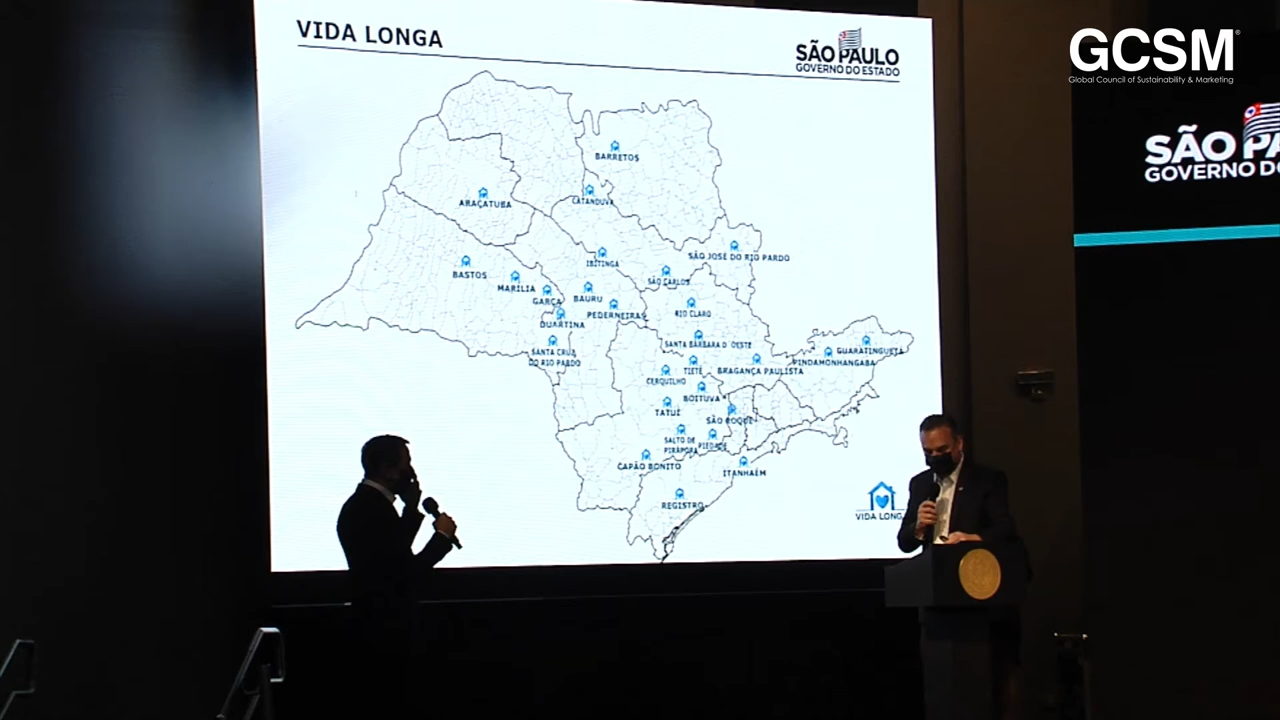 VIDA LONGA
SÃO PAULO
GOVERNO DO ESTADO
GCSM
Global Council of Sustainability & Marketing
SÃO PA
GOVERNO DO
BARRETOS
ARAÇATUBA
CATANDUVA
SÃO JOSÉ DO RIO PARDO
IBITINGA
BASTOS
SÃO CARLOS
MARÍLIA
GARÇA
BAURU
PEDERNEIRAS
RIO CLARO
DUARTINA
SANTA BÁRBARA D´OESTE
SANTA CRUZ
DO RIO PARDO
GUARATINGUETÁ
PINDAMONHANGABA
TIETÊ
BRAGANÇA PAULISTA
CERQUILHO
BOITUVA
TATUÍ
SÃO ROQUE
SALTO DE
PIRAPORA
PIEDADE
CAPÃO BONITO
ITANHAÉM
REGISTRO
VIDA LONG